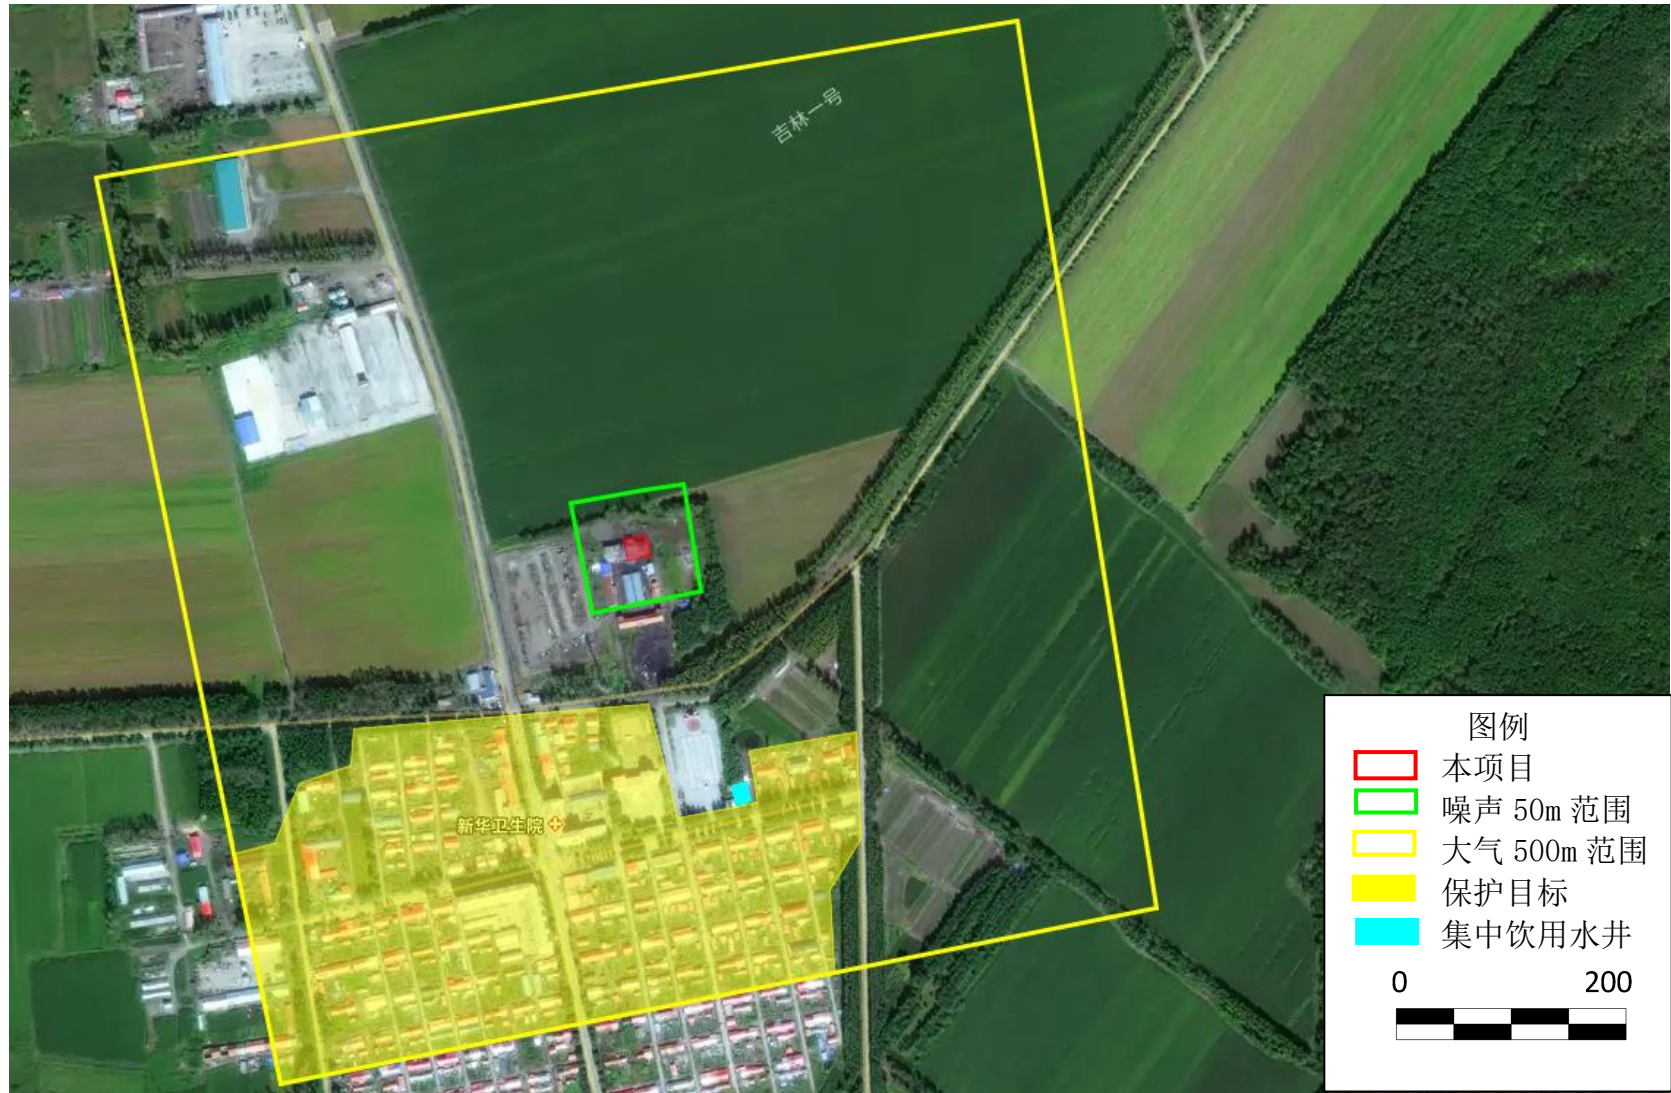 吉林一号
新华卫生院
图例
本项目
噪声 50m 范围
大气 500m 范围
保护目标
集中饮用水井
0 200